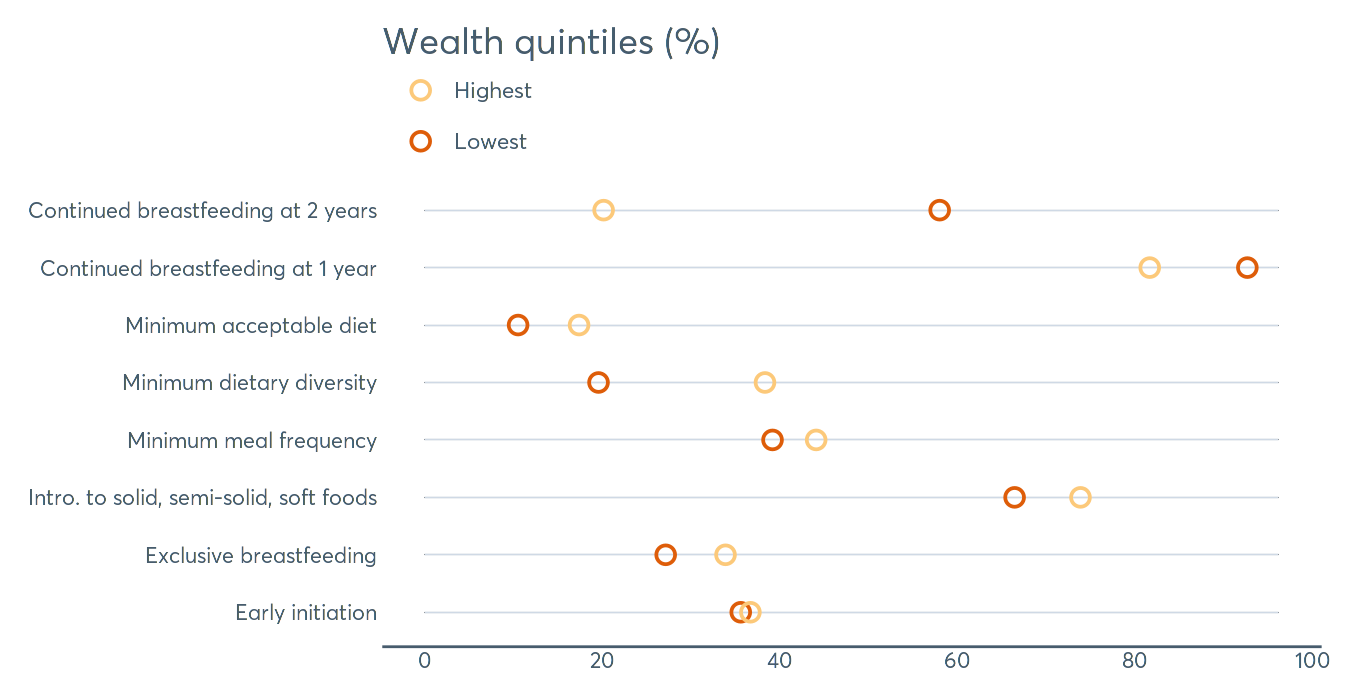 Wealth quintiles (%)
Highest
Lowest
Continued breastfeeding at 2 years
Continued breastfeeding at 1 year
Minimum acceptable diet
Minimum dietary diversity
Minimum meal frequency
Intro. to solid, semi-solid, soft foods
Exclusive breastfeeding
Early initiation
0 20 40 60 80 100